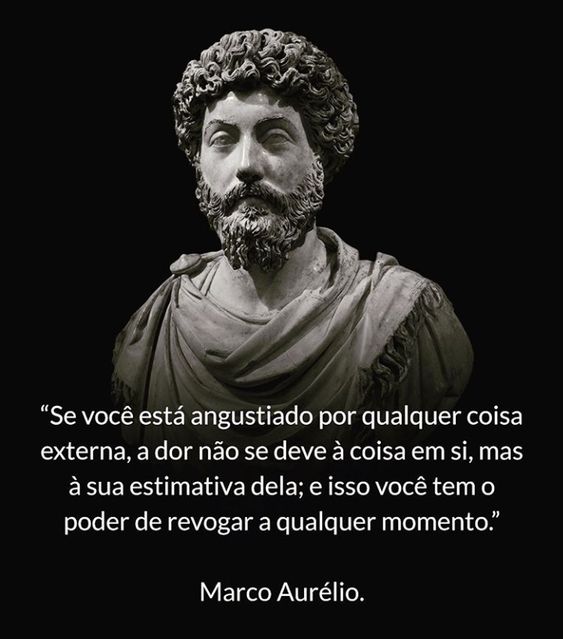 “Se você está angustiado por qualquer coisa
externa, a dor não se deve à coisa em si, mas
à sua estimativa dela; e isso você tem o
poder de revogar a qualquer momento.”
Marco Aurélio.